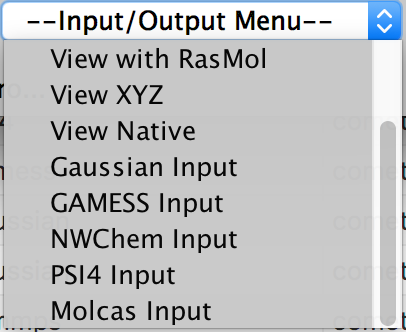 --Input/Output Menu--
View with RasMol
View XYZ
View Native
Gaussian Input
GAMESS Input
NWChem Input
PSI4 Input
Molcas Input